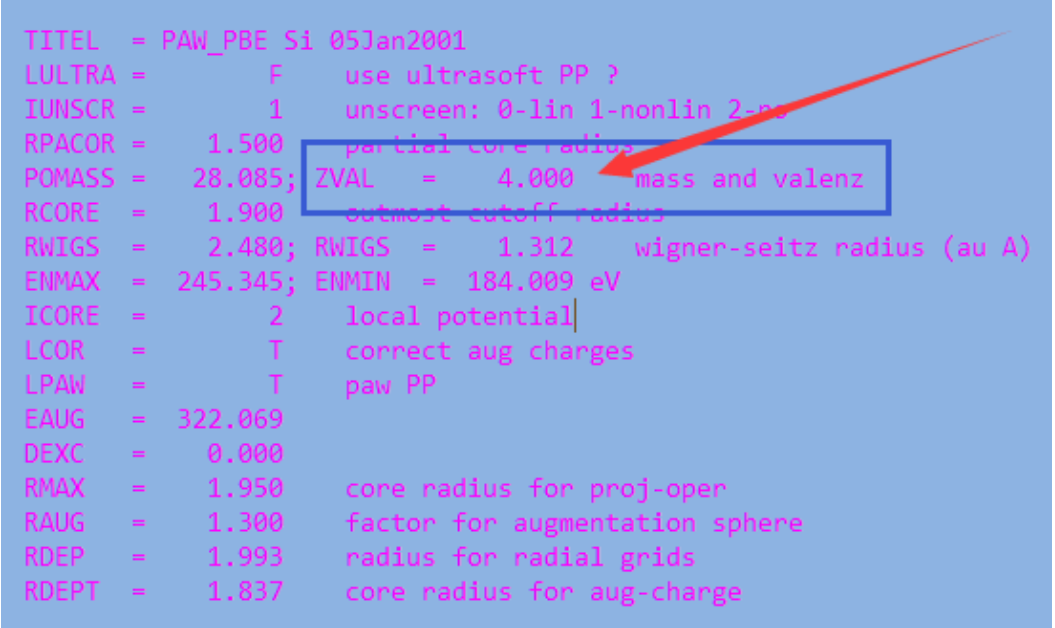 TITEL  = PAW_PBE Si 05Jan2001
LULTRA =        F    use ultrasoft PP ?
IUNSCR =        1    unscreen: 0-lin 1-nonlin 2-no
RPACOR =    1.500    partial core radius
POMASS =   28.085; ZVAL   =    4.000    mass and valenz
RCORE  =    1.900    outmost cutoff radius
RWIGS  =    2.480; RWIGS  =    1.312    wigner-seitz radius (au A)
ENMAX  =  245.345; ENMIN  =  184.009 eV
ICORE  =        2    local potential
LCOR   =        T    correct aug charges
LPAW   =        T    paw PP
EAUG   =  322.069
DEXC   =    0.000
RMAX   =    1.950    core radius for proj-oper
RAUG   =    1.300    factor for augmentation sphere
RDEP   =    1.993    radius for radial grids
RDEPT  =    1.837    core radius for aug-charge